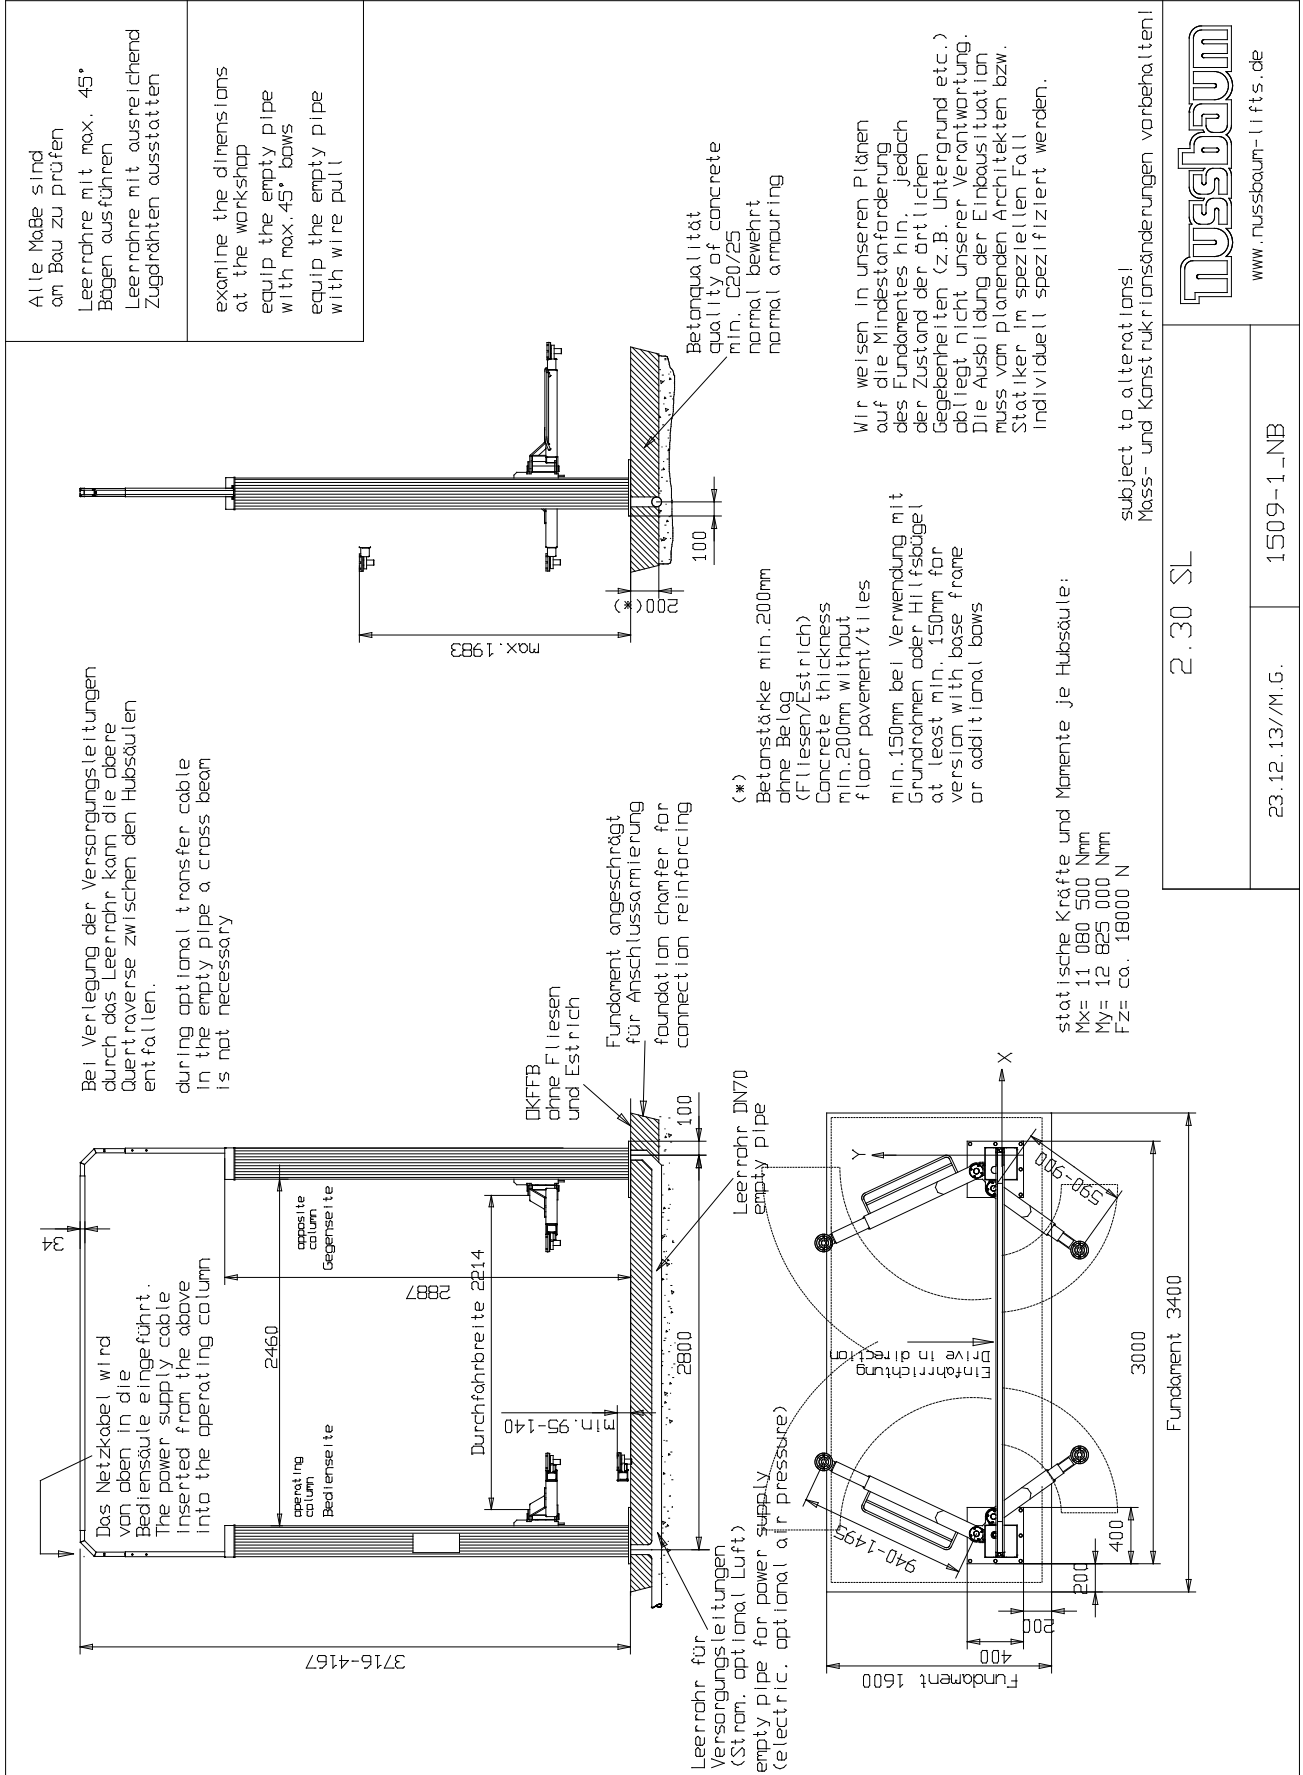 Alle Maße sind
am Bau zu prüfen
Leerrohre mit max. 45°
Bögen ausführen
Leerrohre mit ausreichend
Zugdrähten ausstatten
examine the dimensions
at the workshop
equip the empty pipe
with max.45° bows
equip the empty pipe
with wire pull
Bei Verlegung der Versorgungsleitungen
durch das Leerrohr kann die obere
Quertraverse zwischen den Hubsäulen
entfallen.
during optional transfer cable
in the empty pipe a cross beam
is not necessary
Das Netzkabel wird
von oben in die
Bediensäule eingeführt.
The power supply cable
inserted from the above
into the operating column
34
2460
2887
3716-4167
operating
column
Bedienseite
opposite
column
Gegenseite
Durchfahrbreite 2214
min. 95-140
2800
100
OKFFB
ohne Fliesen
und Estrich
Fundament angeschrägt
für Anschlussarmierung
foundation chamfer for
connection reinforcing
Leerrohr DN70
empty pipe
Leerrohr für
Versorgungsleitungen
(Strom, optional Luft)
empty pipe for power supply
(electric, optional air pressure)
max.1983
200(*)
100
Betonqualität
quality of concrete
min. C20/25
normal bewehrt
normal armouring
(*)
Betonstärke min.200mm
ohne Belag
(Fliesen/Estrich)
Concrete thickness
min.200mm without
floor pavement/tiles
min.150mm bei Verwendung mit
Grundrahmen oder Hilfsbügel
at least min. 150mm for
version with base frame
or additional bows
Wir weisen in unseren Plänen
auf die Mindestanforderung
des Fundamentes hin, jedoch
der Zustand der örtlichen
Gegebenheiten (z.B. Untergrund etc.)
obliegt nicht unserer Verantwortung.
Die Ausbildung der Einbausituation
muss vom planenden Architekten bzw.
Statiker im speziellen Fall
individuell spezifiziert werden.
Y
X
590-900
940-1495
Einfahrrichtung
Drive in direction
400
200
3000
Fundament 3400
200
400
Fundament 1600
statische Kräfte und Momente je Hubsäule:
Mx= 11 080 500 Nmm
My= 12 825 000 Nmm
Fz= ca. 18000 N
subject to alterations!
Mass- und Konstrukrionsänderungen vorbehalten!
2.30 SL
23.12.13//M.G.
1509-1_NB
nussbaum
www.nussbaum-lifts.de